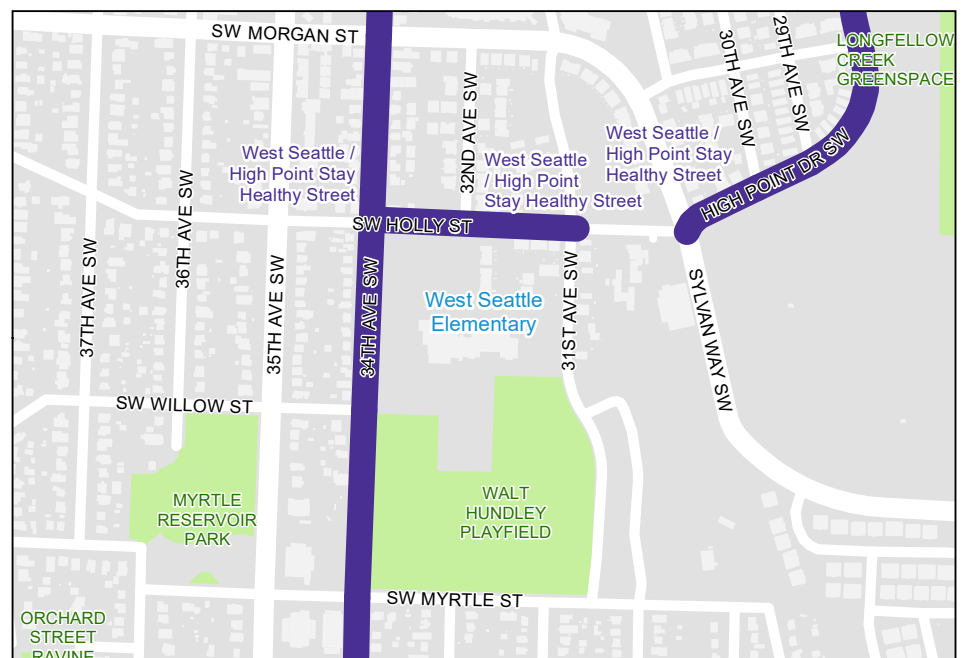 SW MORGAN ST
29TH AVE SW
30TH AVE SW
LONGFELLOW
CREEK
GREENSPACE
32ND AVE SW
West Seattle /
High Point Stay
Healthy Street
West Seattle
/ High Point
Stay Healthy Street
West Seattle /
High Point Stay
Healthy Street
HIGH POINT DR SW
SW HOLLY ST
37TH AVE SW
36TH AVE SW
35TH AVE SW
34TH AVE SW
West Seattle
Elementary
31ST AVE SW
SYLVAN WAY SW
SW WILLOW ST
MYRTLE
RESERVOIR
PARK
WALT
HUNDLEY
PLAYFIELD
SW MYRTLE ST
ORCHARD
STREET
RAVINE